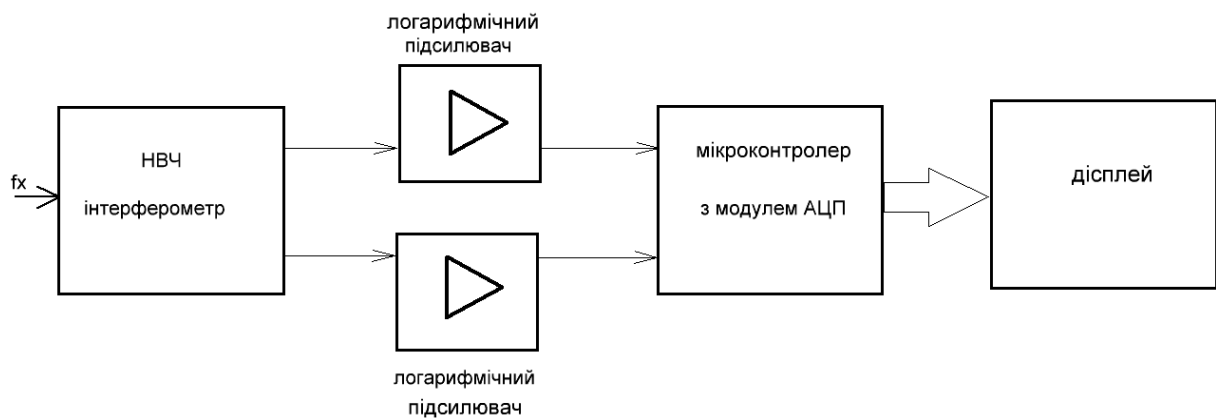 логарифмічний
підсилювач
fx
НВЧ
інтерферометр
мікроконтролер
з модулем АЦП
дісплей
логарифмічний
підсилювач